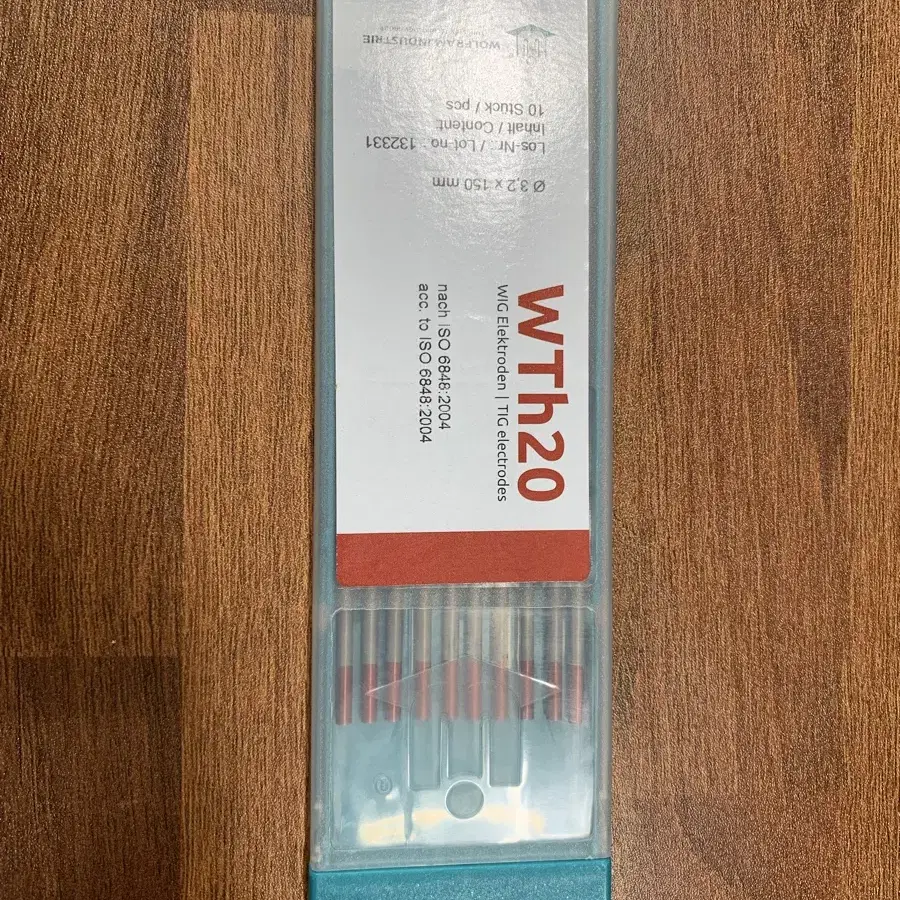 WOLFRAM INDUSTRIE
Ø 3,2 x 150 mm
Los-Nr. / Lot-no.: 132331
Inhalt / Content:
10 Stück / pcs
WTh20
WIG Elektroden | TIG electrodes
nach ISO 6848:2004
acc. to ISO 6848:2004